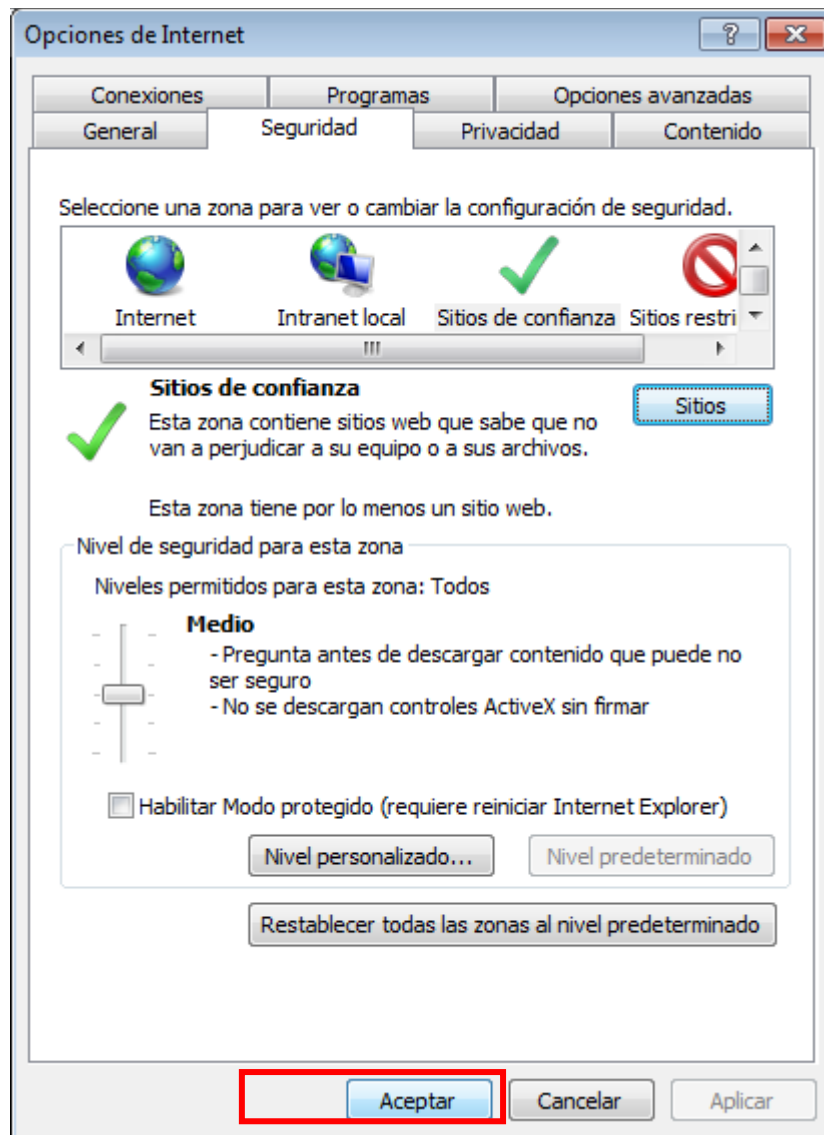 Opciones de Internet
Conexiones Programas Opciones avanzadas
General Seguridad Privacidad Contenido
Seleccione una zona para ver o cambiar la configuración de seguridad.
Internet Intranet local Sitios de confianza Sitios restri
Sitios de confianza
Sitios
Esta zona contiene sitios web que sabe que no
van a perjudicar a su equipo o a sus archivos.
Esta zona tiene por lo menos un sitio web.
Nivel de seguridad para esta zona
Niveles permitidos para esta zona: Todos
Medio
- Pregunta antes de descargar contenido que puede no
ser seguro
- No se descargan controles ActiveX sin firmar
Habilitar Modo protegido (requiere reiniciar Internet Explorer)
Nivel personalizado... Nivel predeterminado
Restablecer todas las zonas al nivel predeterminado
Aceptar Cancelar Aplicar